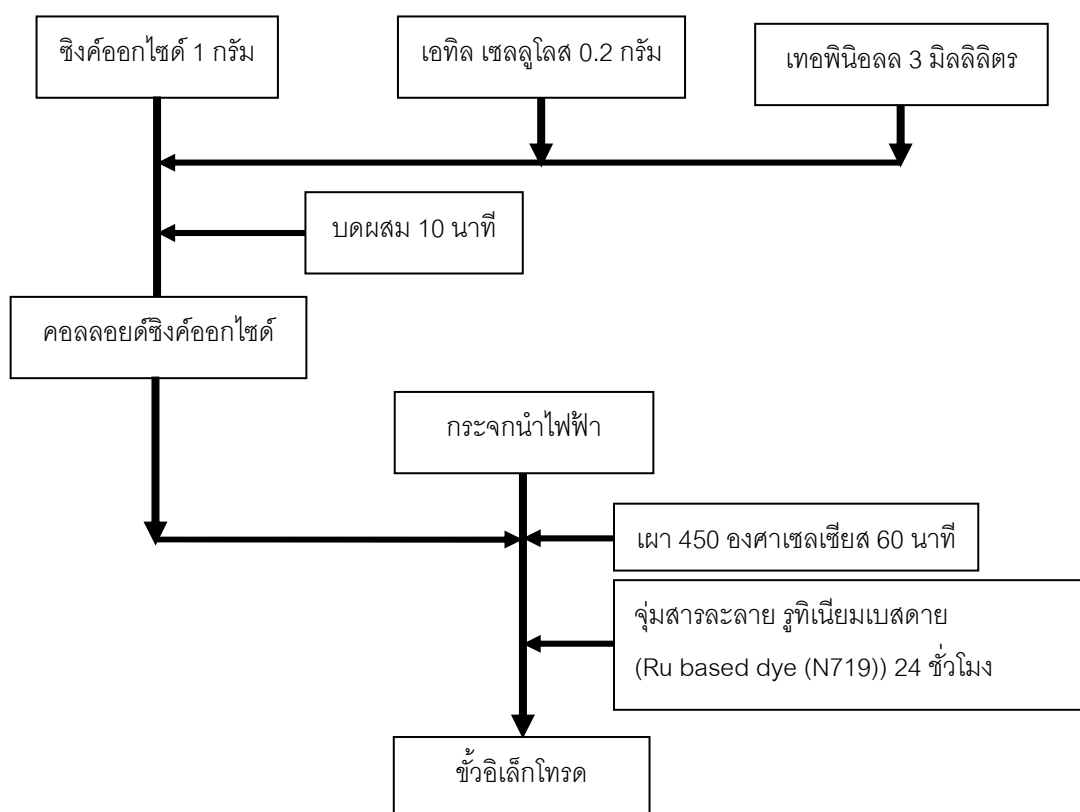 ซิงค์ออกไซด์ 1 กรัม
เอทิล เซลลูโลส 0.2 กรัม
เทอพินิอลล 3 มิลลิลิตร
บดผสม 10 นาที
คอลลอยด์ซิงค์ออกไซด์
กระจกนำไฟฟ้า
เผา 450 องศาเซลเซียส 60 นาที
จุ่มสารละลาย รูทิเนียมเบสดาย
(Ru based dye (N719)) 24 ชั่วโมง
ขั้วอิเล็กโทรด